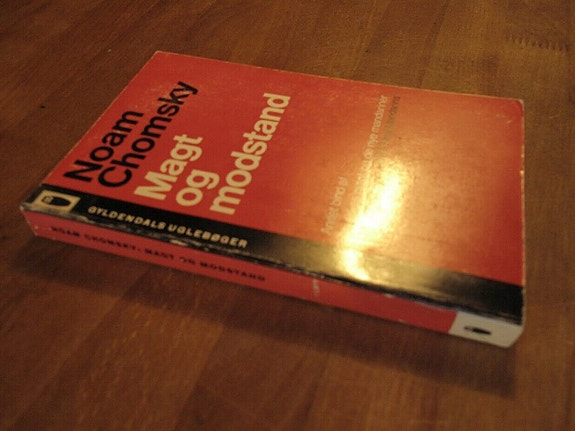 Noam
Chomsky
Magt
og
modstand
GYLDENDALS UGLEBØGER
NOAM CHOMSKY: MAGT OG MODSTAND